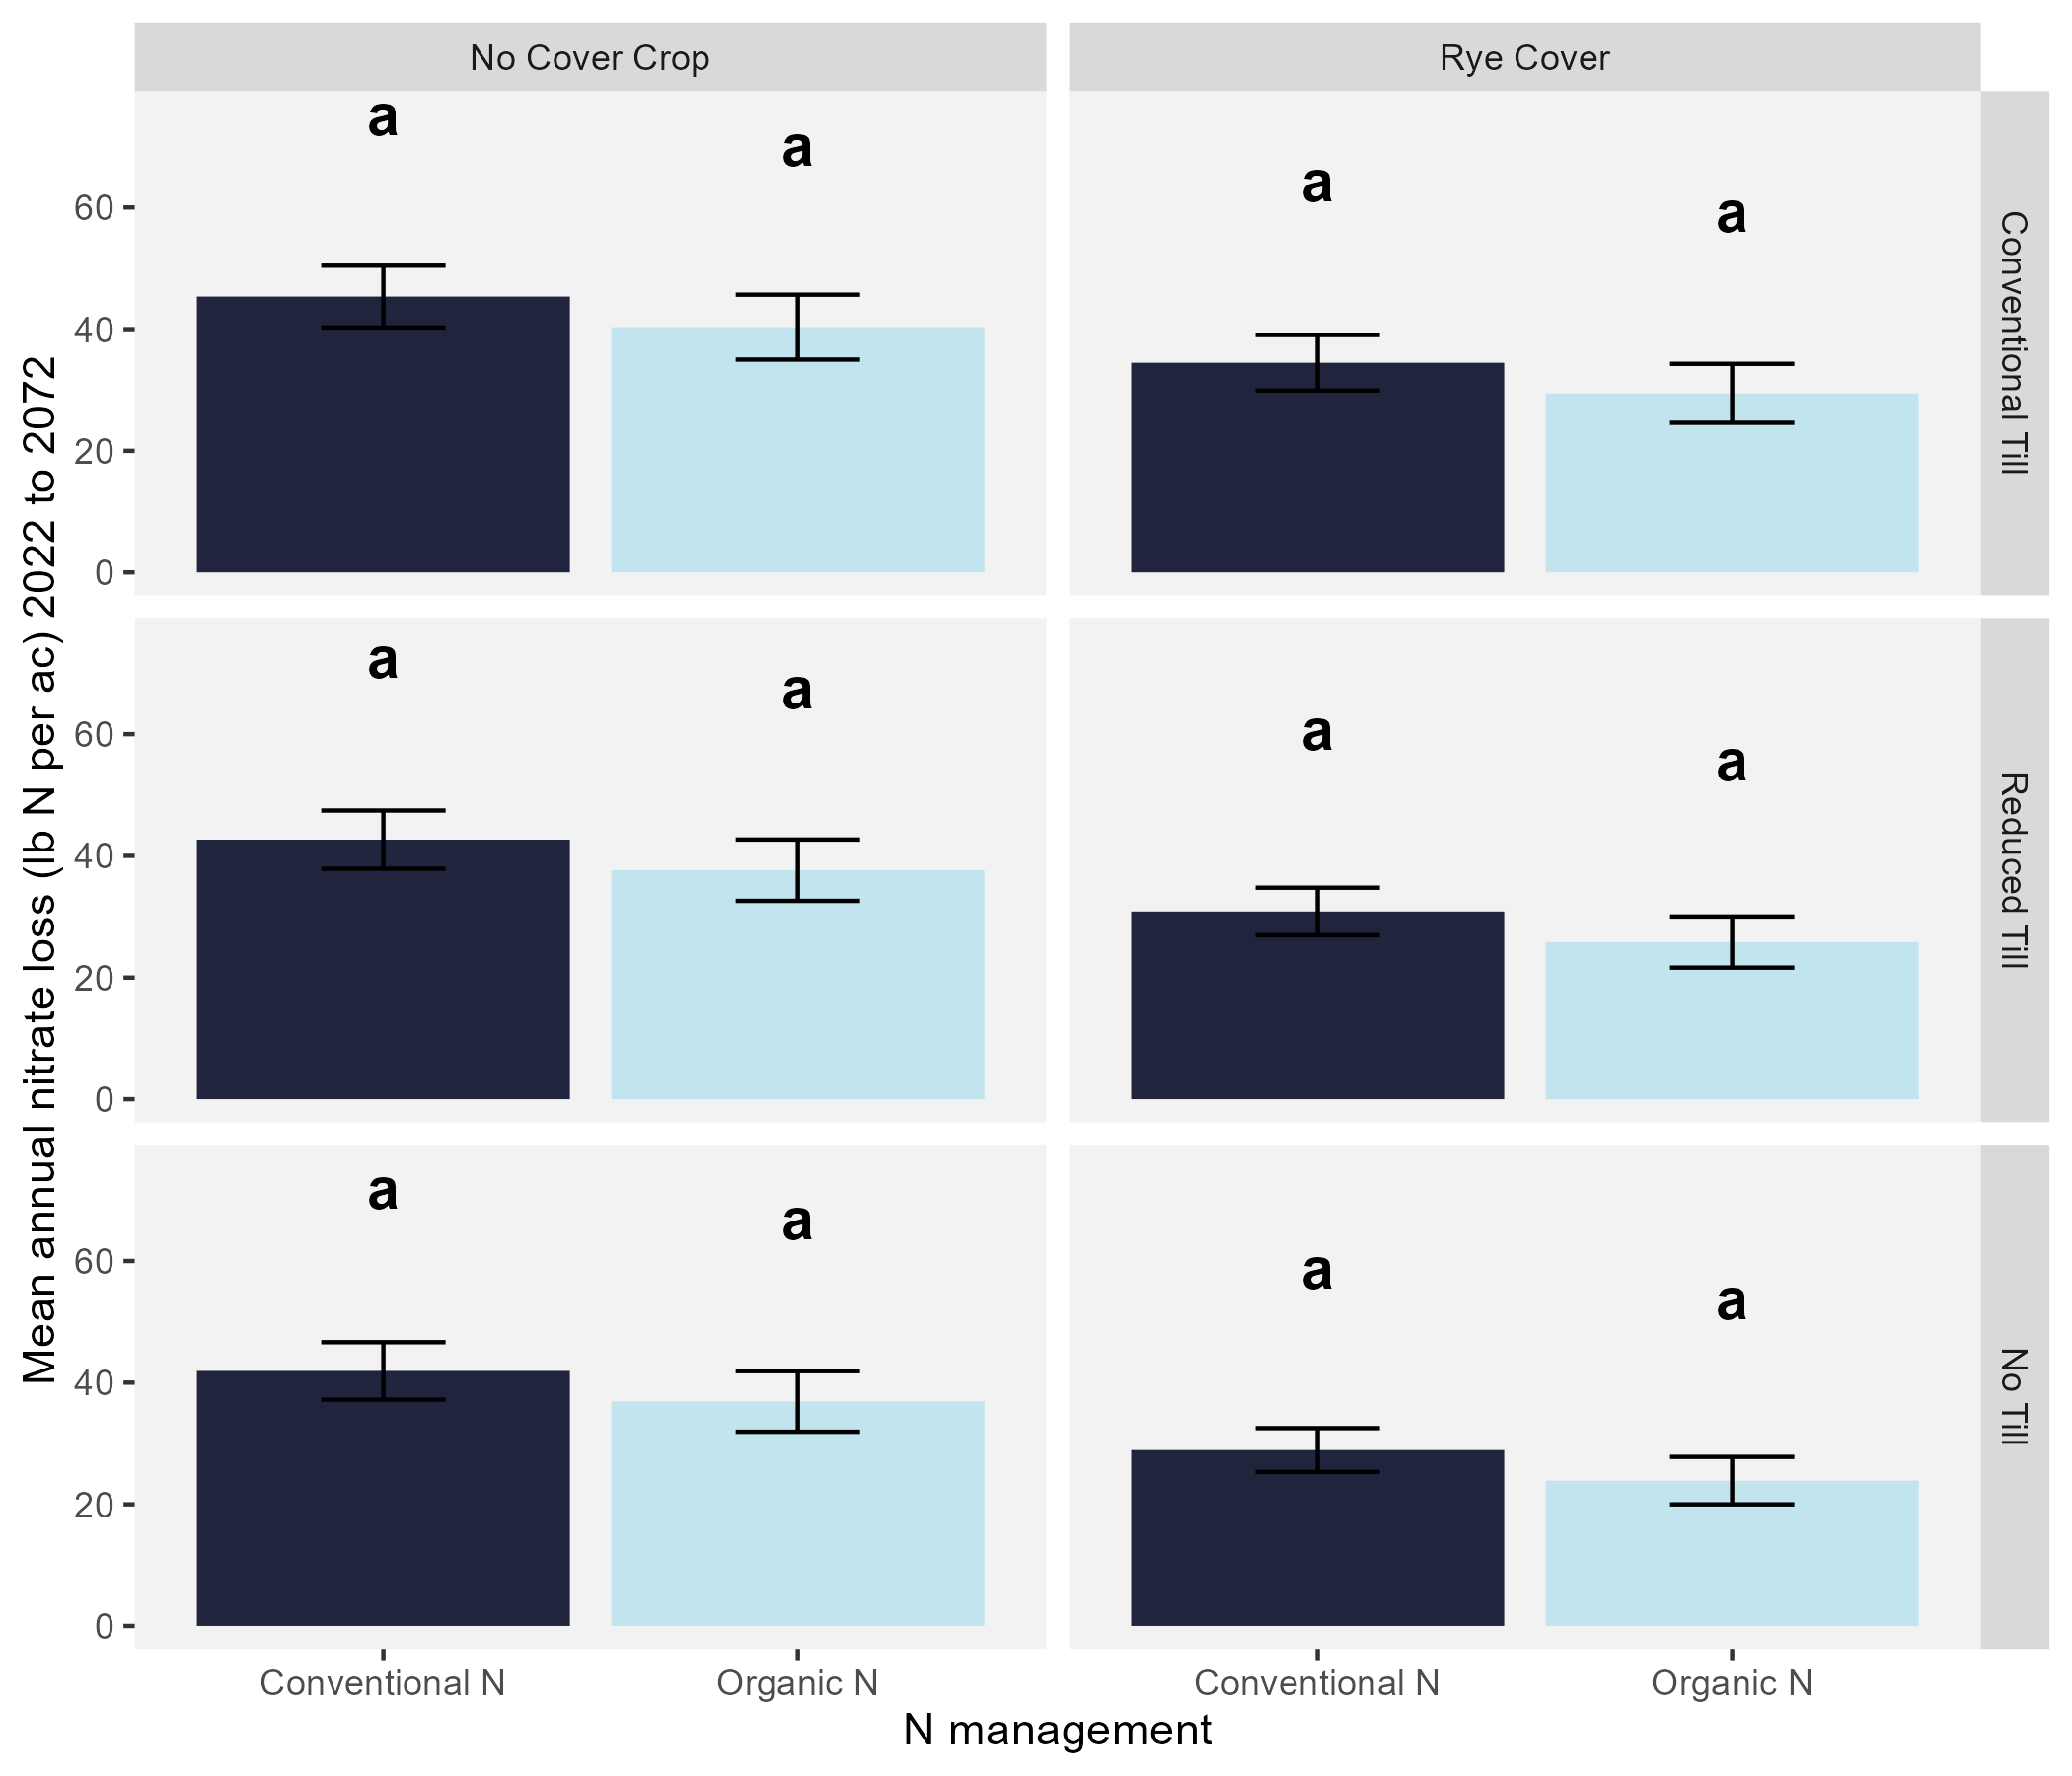 No Cover Crop
Rye Cover
a
a
a
a
60
40
20
0
Conventional Till
a
a
a
a
60
40
20
0
Reduced Till
a
a
a
a
60
40
20
0
No Till
Mean annual nitrate loss (lb N per ac) 2022 to 2072
Conventional N
Organic N
Conventional N
Organic N
N management